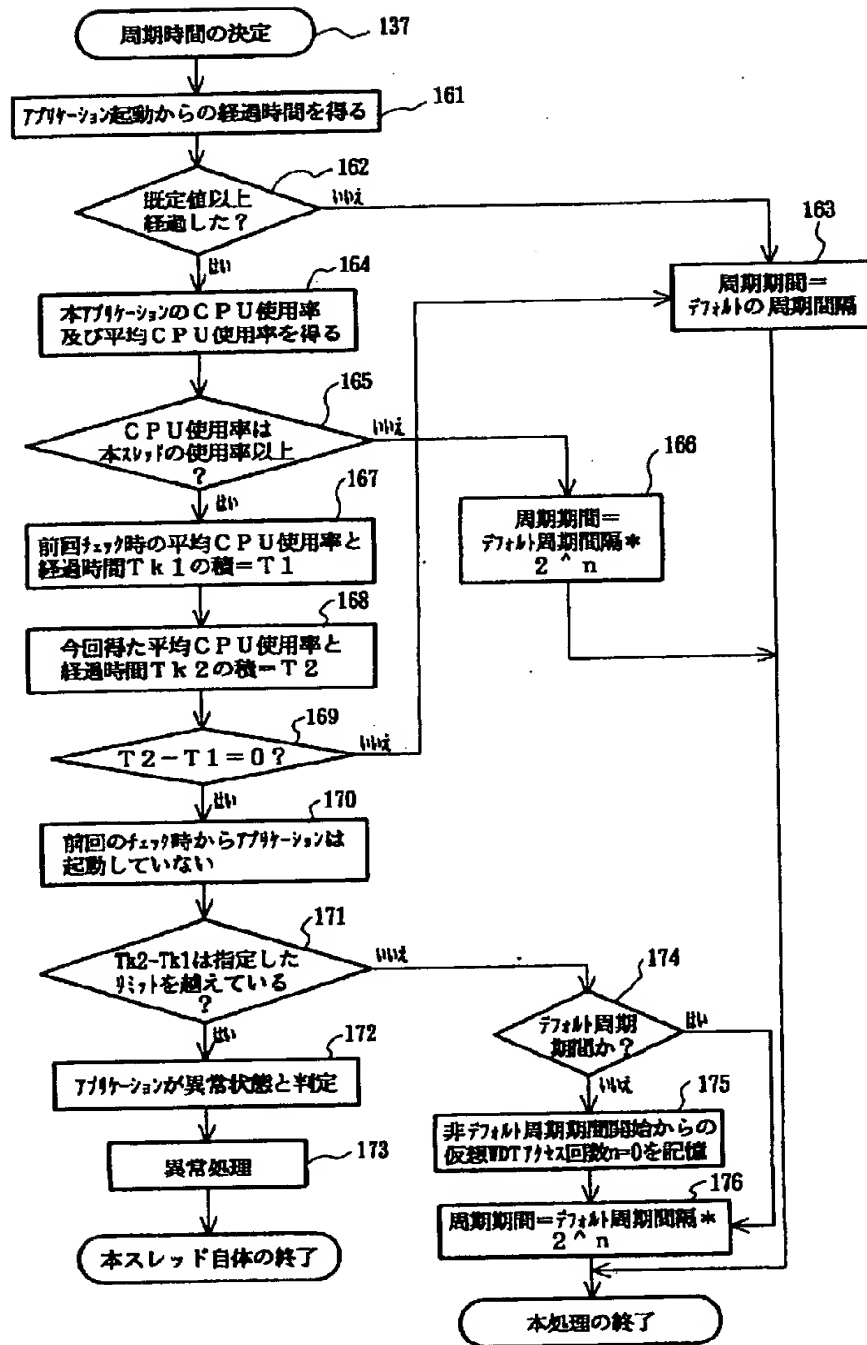 周期時間の決定
137
アプリケーション起動からの経過時間を得る
161
162
既定値以上
経過した?
いいえ
はい
163
周期期間=
デフォルトの周期間隔
164
本アプリケーションのCPU使用率
及び平均CPU使用率を得る
165
CPU使用率は
本スレッドの使用率以上
?
いいえ
はい
166
周期期間=
デフォルト周期間隔*
2^n
167
前回チェック時の平均CPU使用率と
経過時間Tk1の積=T1
168
今回得た平均CPU使用率と
経過時間Tk2の積=T2
169
T2-T1=0?
いいえ
はい
170
前回のチェック時からアプリケーションは
起動していない
171
Tk2-Tk1は指定した
リミットを越えている
?
いいえ
はい
172
アプリケーションが異常状態と判定
173
異常処理
本スレッド自体の終了
174
デフォルト周期
期間か?
はい
いいえ
175
非デフォルト周期期間開始からの
仮想WDTアクセス回数n=0を記憶
176
周期期間=デフォルト周期間隔*
2^n
本処理の終了